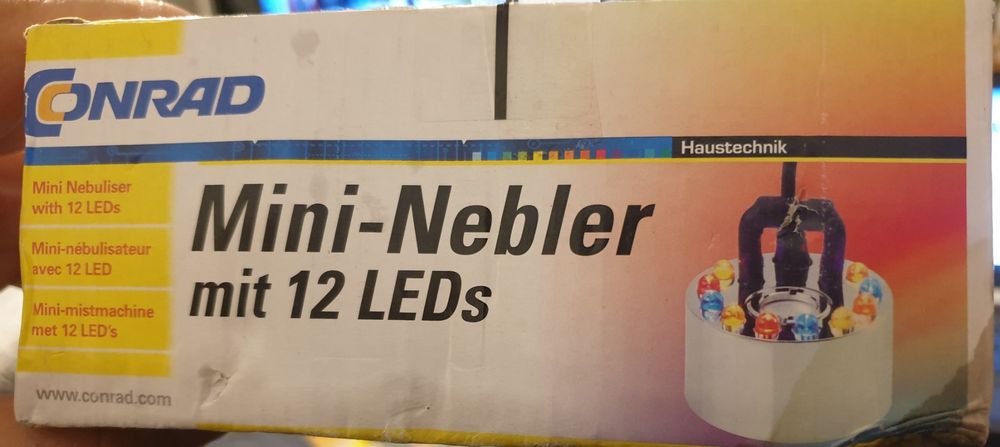 CONRAD
Haustechnik
Mini Nebuliser
with 12 LEDs
Mini-nébulisateur
avec 12 LED
Mini-mistmachine
met 12 LED's
www.conrad.com
Mini-Nebler
mit 12 LEDs